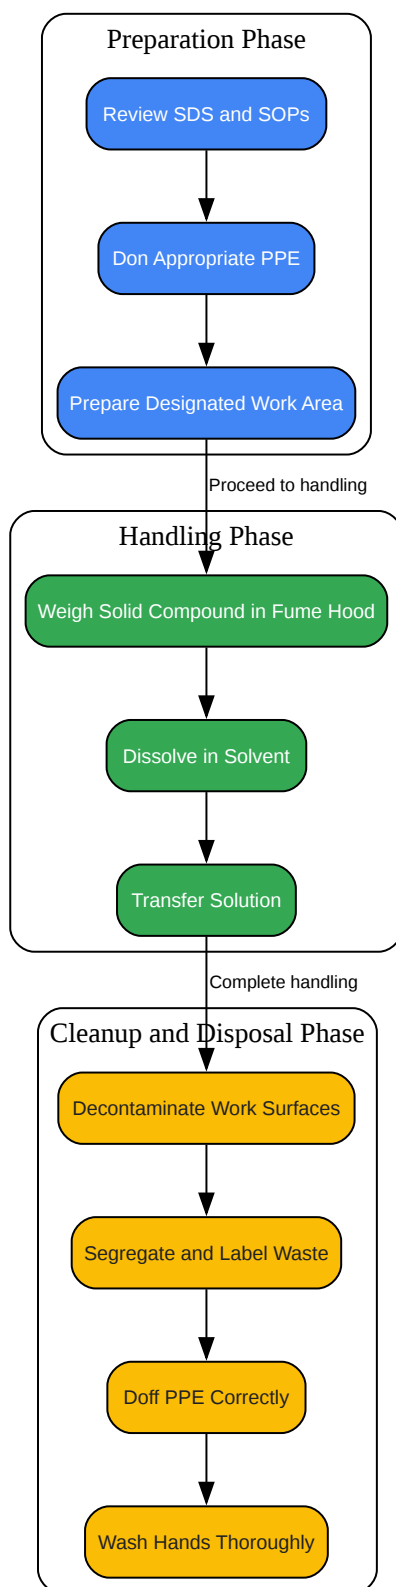 Preparation Phase
Review SDS and SOPs
Don Appropriate PPE
Prepare Designated Work Area
Proceed to handling
Handling Phase
Weigh Solid Compound in Fume Hood
Dissolve in Solvent
Transfer Solution
Complete handling
Cleanup and Disposal Phase
Decontaminate Work Surfaces
Segregate and Label Waste
Doff PPE Correctly
Wash Hands Thoroughly